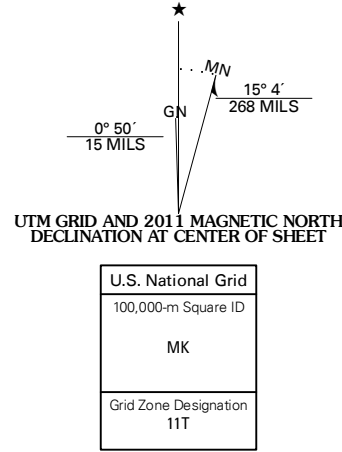 ★
MN
15° 4´
268 MILS
GN
0° 50´
15 MILS
UTM GRID AND 2011 MAGNETIC NORTH
DECLINATION AT CENTER OF SHEET
U.S. National Grid
100,000-m Square ID
MK
Grid Zone Designation
11T